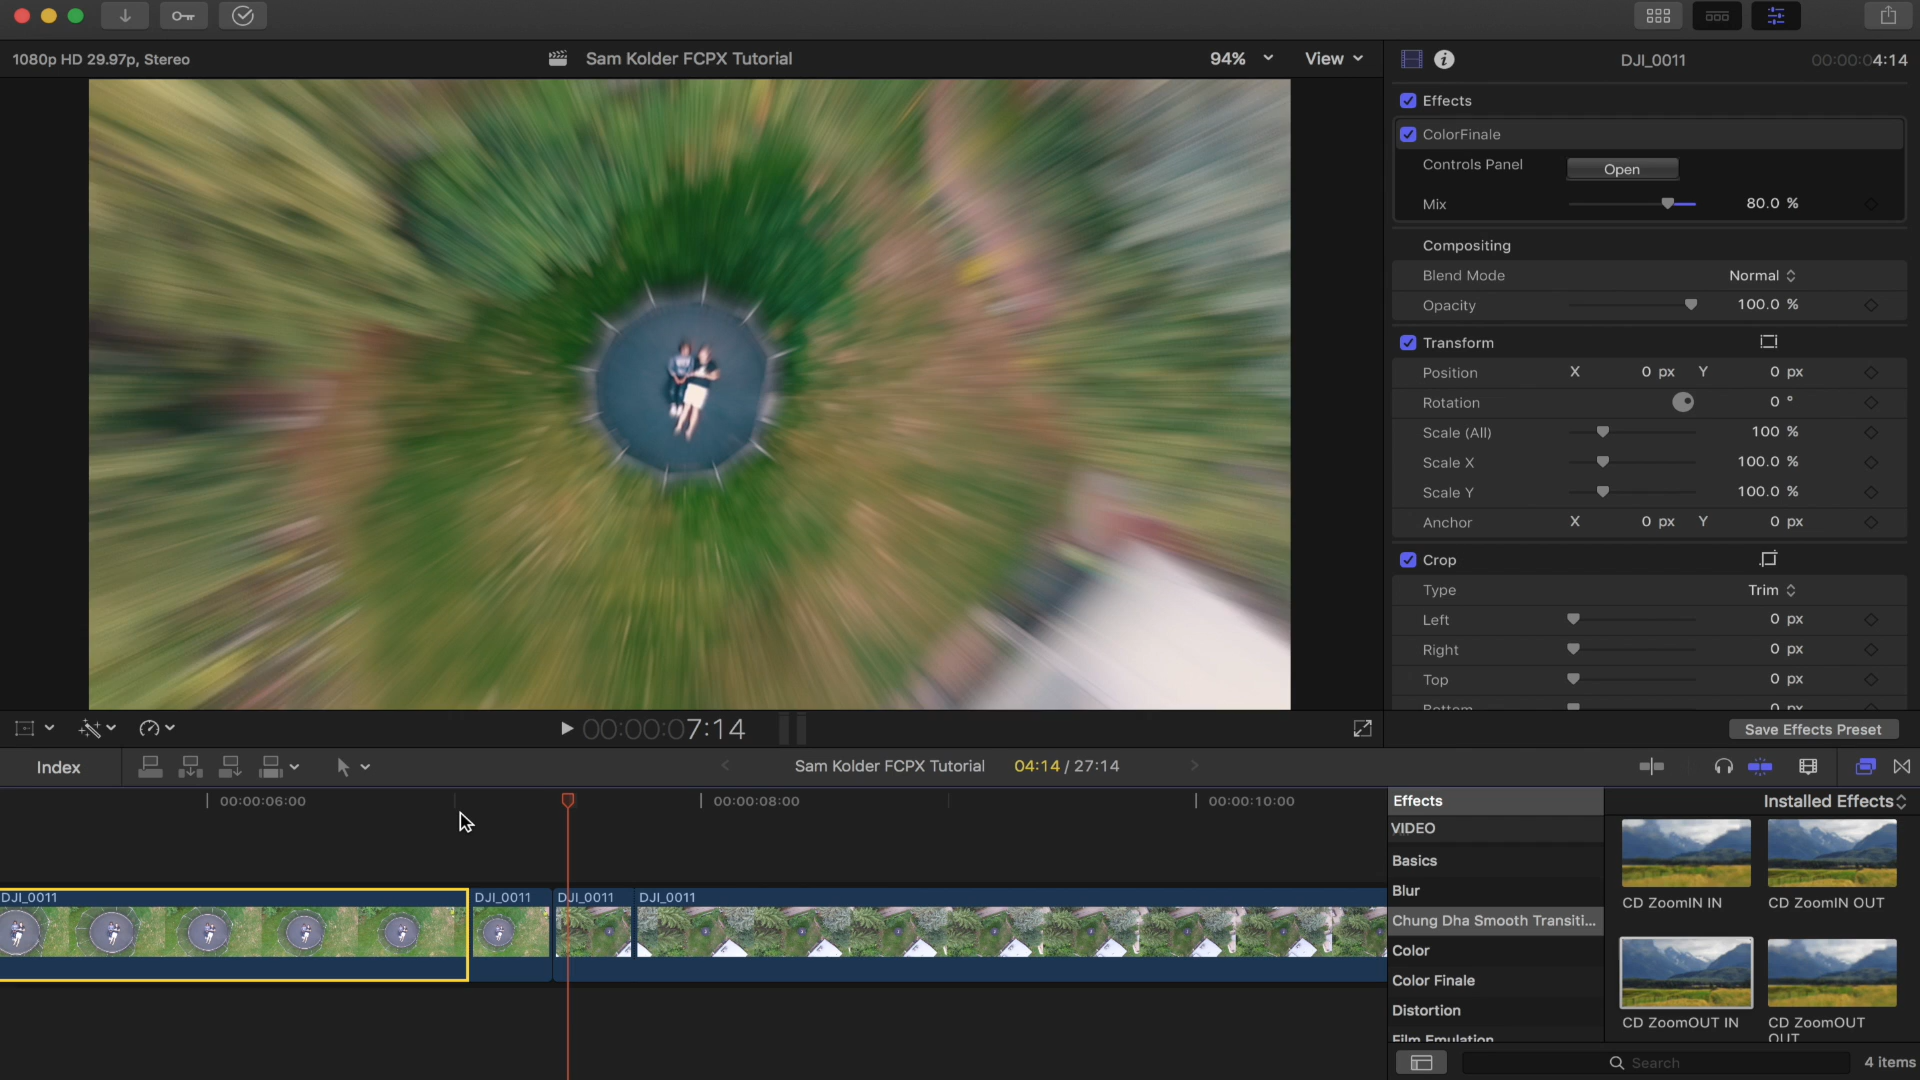 1080p HD 29.97p, Stereo
Sam Kolder FCPX Tutorial
94%
View
DJI_0011
00:00:04:14
Effects
ColorFinale
Controls Panel
Open
Mix
80.0 %
Compositing
Blend Mode
Normal
Opacity
100.0 %
Transform
Position
X 0 px Y 0 px
Rotation
0 °
Scale (All)
100 %
Scale X
100.0 %
Scale Y
100.0 %
Anchor
X 0 px Y 0 px
Crop
Type
Trim
Left
0 px
Right
0 px
Top
0 px
Bottom
0 px
00:00:07:14
Save Effects Preset
Index
Sam Kolder FCPX Tutorial
04:14 / 27:14
00:00:06:00
00:00:08:00
00:00:10:00
DJI_0011
DJI_0011
DJI_0011
DJI_0011
Effects
Installed Effects
VIDEO
Basics
Blur
Chung Dha Smooth Transiti...
Color
Color Finale
Distortion
Film Emulation
CD ZoomIN IN
CD ZoomIN OUT
CD ZoomOUT IN
CD ZoomOUT
OUT
Search
4 items